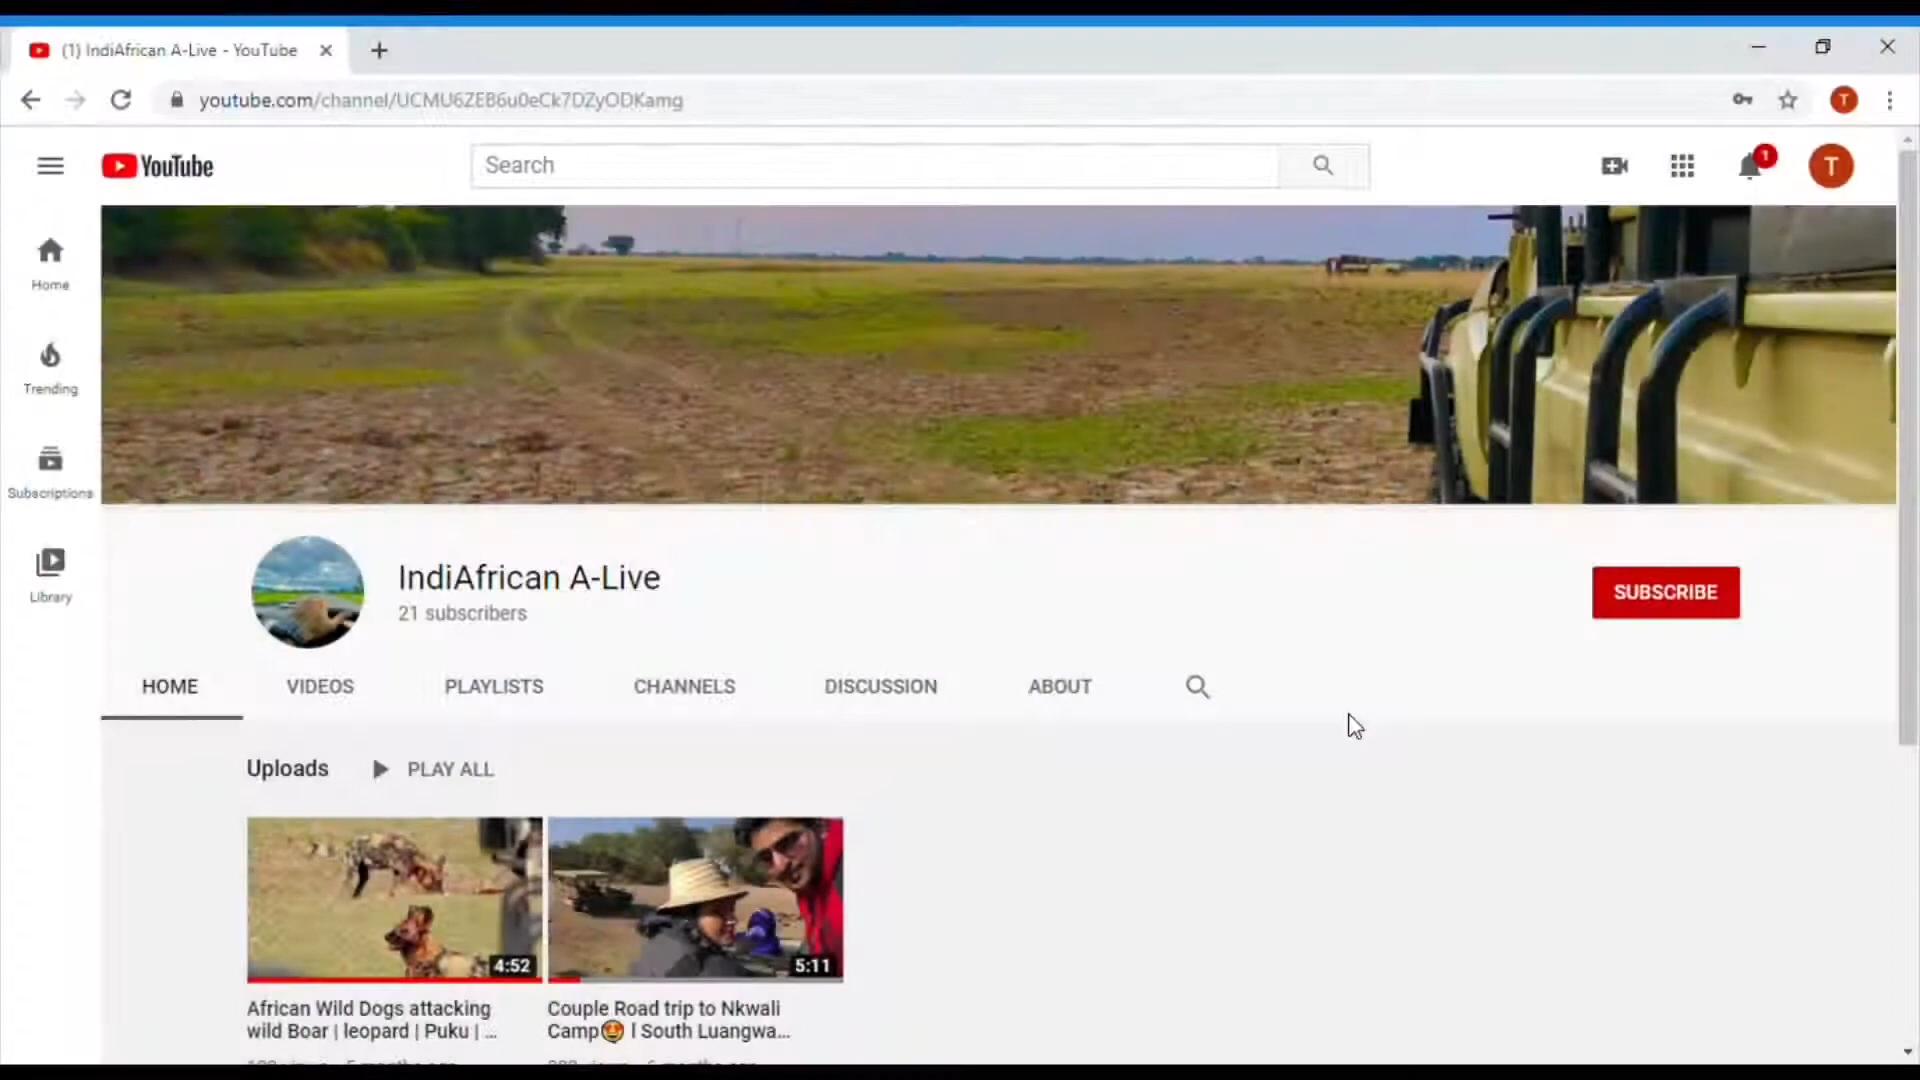 (1) IndiAfrican A-Live - YouTube
youtube.com/channel/UCMU6ZEB6u0eCk7DZyODKamg
T
YouTube
Search
1
T
Home
Trending
Subscriptions
Library
IndiAfrican A-Live
21 subscribers
SUBSCRIBE
HOME VIDEOS PLAYLISTS CHANNELS DISCUSSION ABOUT
Uploads PLAY ALL
4:52
5:11
African Wild Dogs attacking
wild Boar | leopard | Puku | ...
Couple Road trip to Nkwali
Camp🤩 l South Luangwa...